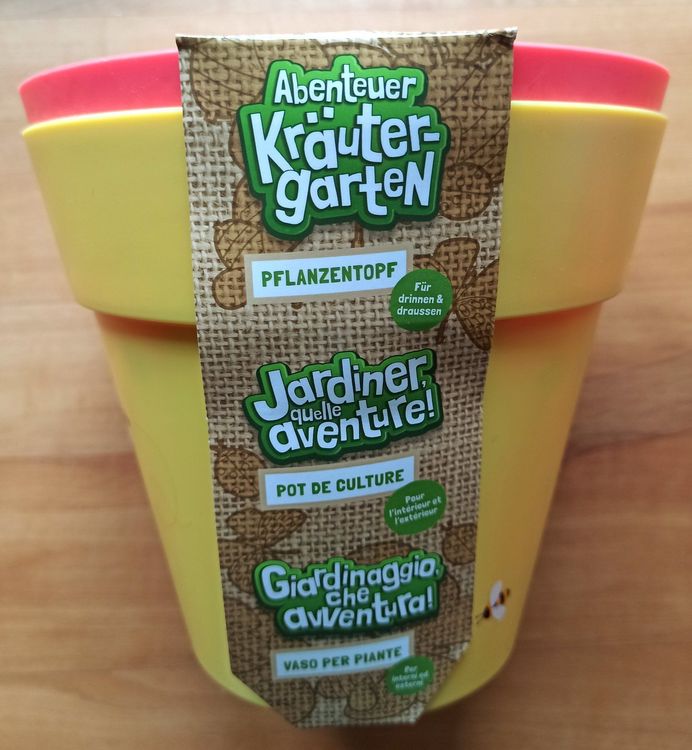 Abenteuer
Kräuter-
garten
PFLANZENTOPF
Für
drinnen &
draussen
Jardiner,
quelle
aventure!
POT DE CULTURE
Pour
l'intérieur et
l'extérieur
Giardinaggio,
che
avventura!
VASO PER PIANTE
Per
interni ed
esterni